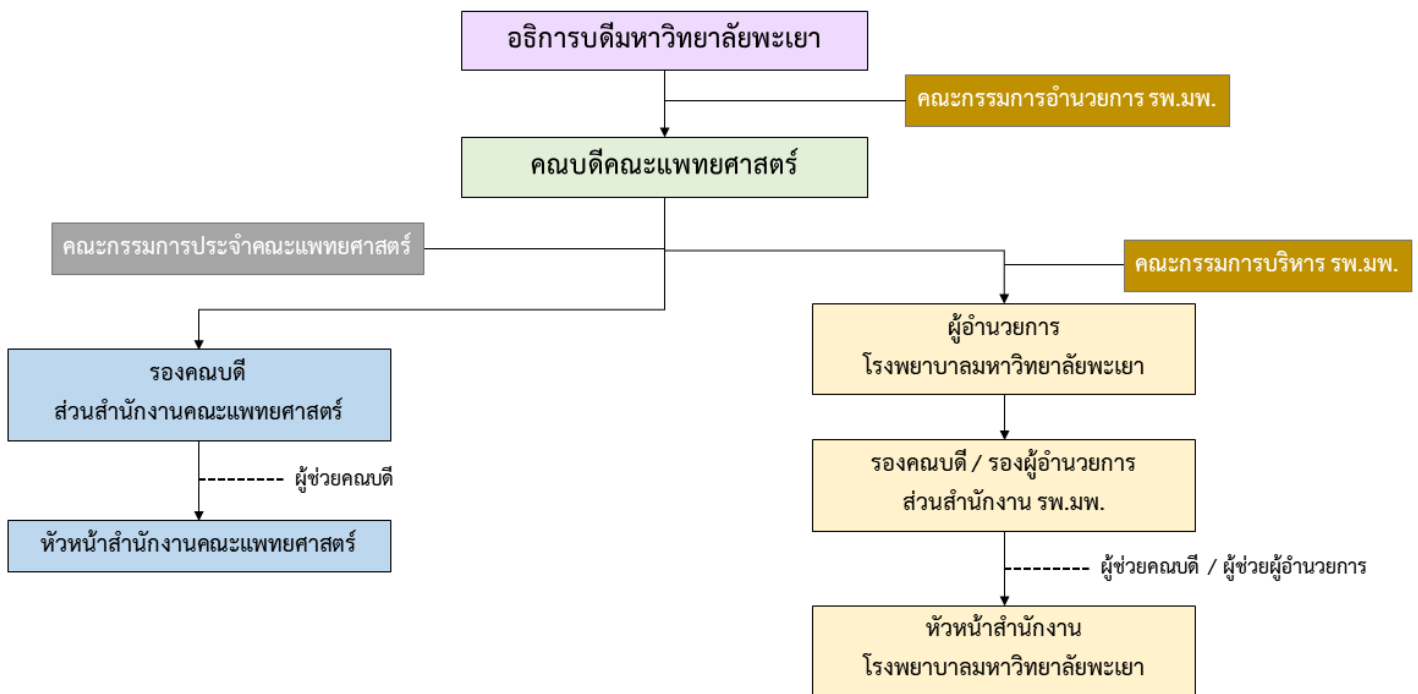 อธิการบดีมหาวิทยาลัยพะเยา
คณะกรรมการอำนวยการ รพ.มพ.
คณบดีคณะแพทยศาสตร์
คณะกรรมการประจำคณะแพทยศาสตร์
คณะกรรมการบริหาร รพ.มพ.
ผู้อำนวยการ
โรงพยาบาลมหาวิทยาลัยพะเยา
รองคณบดี
ส่วนสำนักงานคณะแพทยศาสตร์
รองคณบดี / รองผู้อำนวยการ
ส่วนสำนักงาน รพ.มพ.
ผู้ช่วยคณบดี
หัวหน้าสำนักงานคณะแพทยศาสตร์
ผู้ช่วยคณบดี / ผู้ช่วยผู้อำนวยการ
หัวหน้าสำนักงาน
โรงพยาบาลมหาวิทยาลัยพะเยา